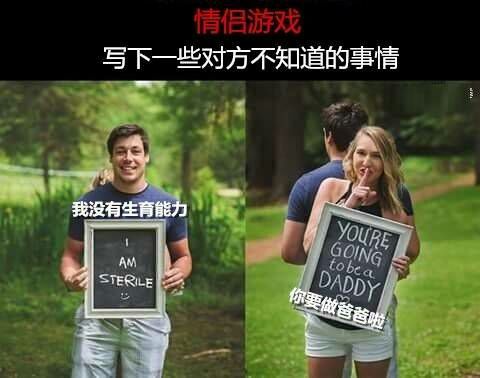 情侣游戏
写下一些对方不知道的事情
我没有生育能力
I
AM
STERILE
YOU'RE
GOING
to be a
DADDY
你要做爸爸啦